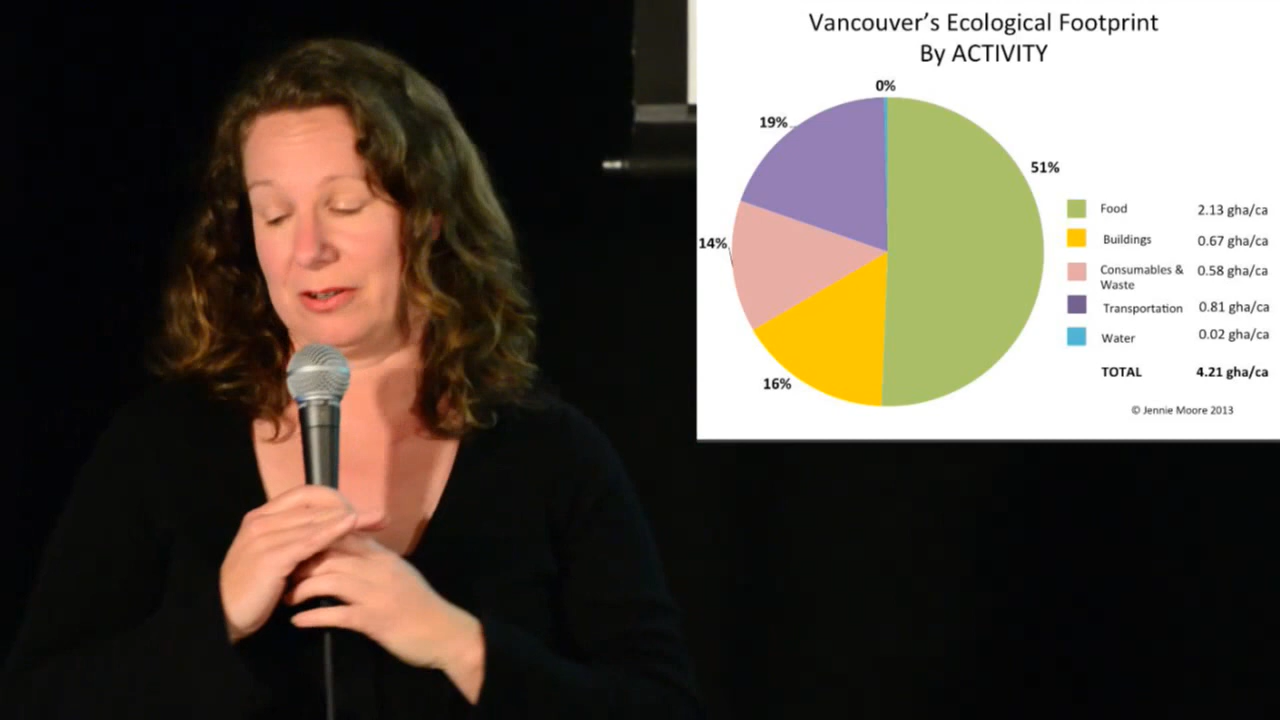 Vancouver's Ecological Footprint
By ACTIVITY
0%
19%
51%
14%
16%
Food 2.13 gha/ca
Buildings 0.67 gha/ca
Consumables & 0.58 gha/ca
Waste
Transportation 0.81 gha/ca
Water 0.02 gha/ca
TOTAL 4.21 gha/ca
© Jennie Moore 2013